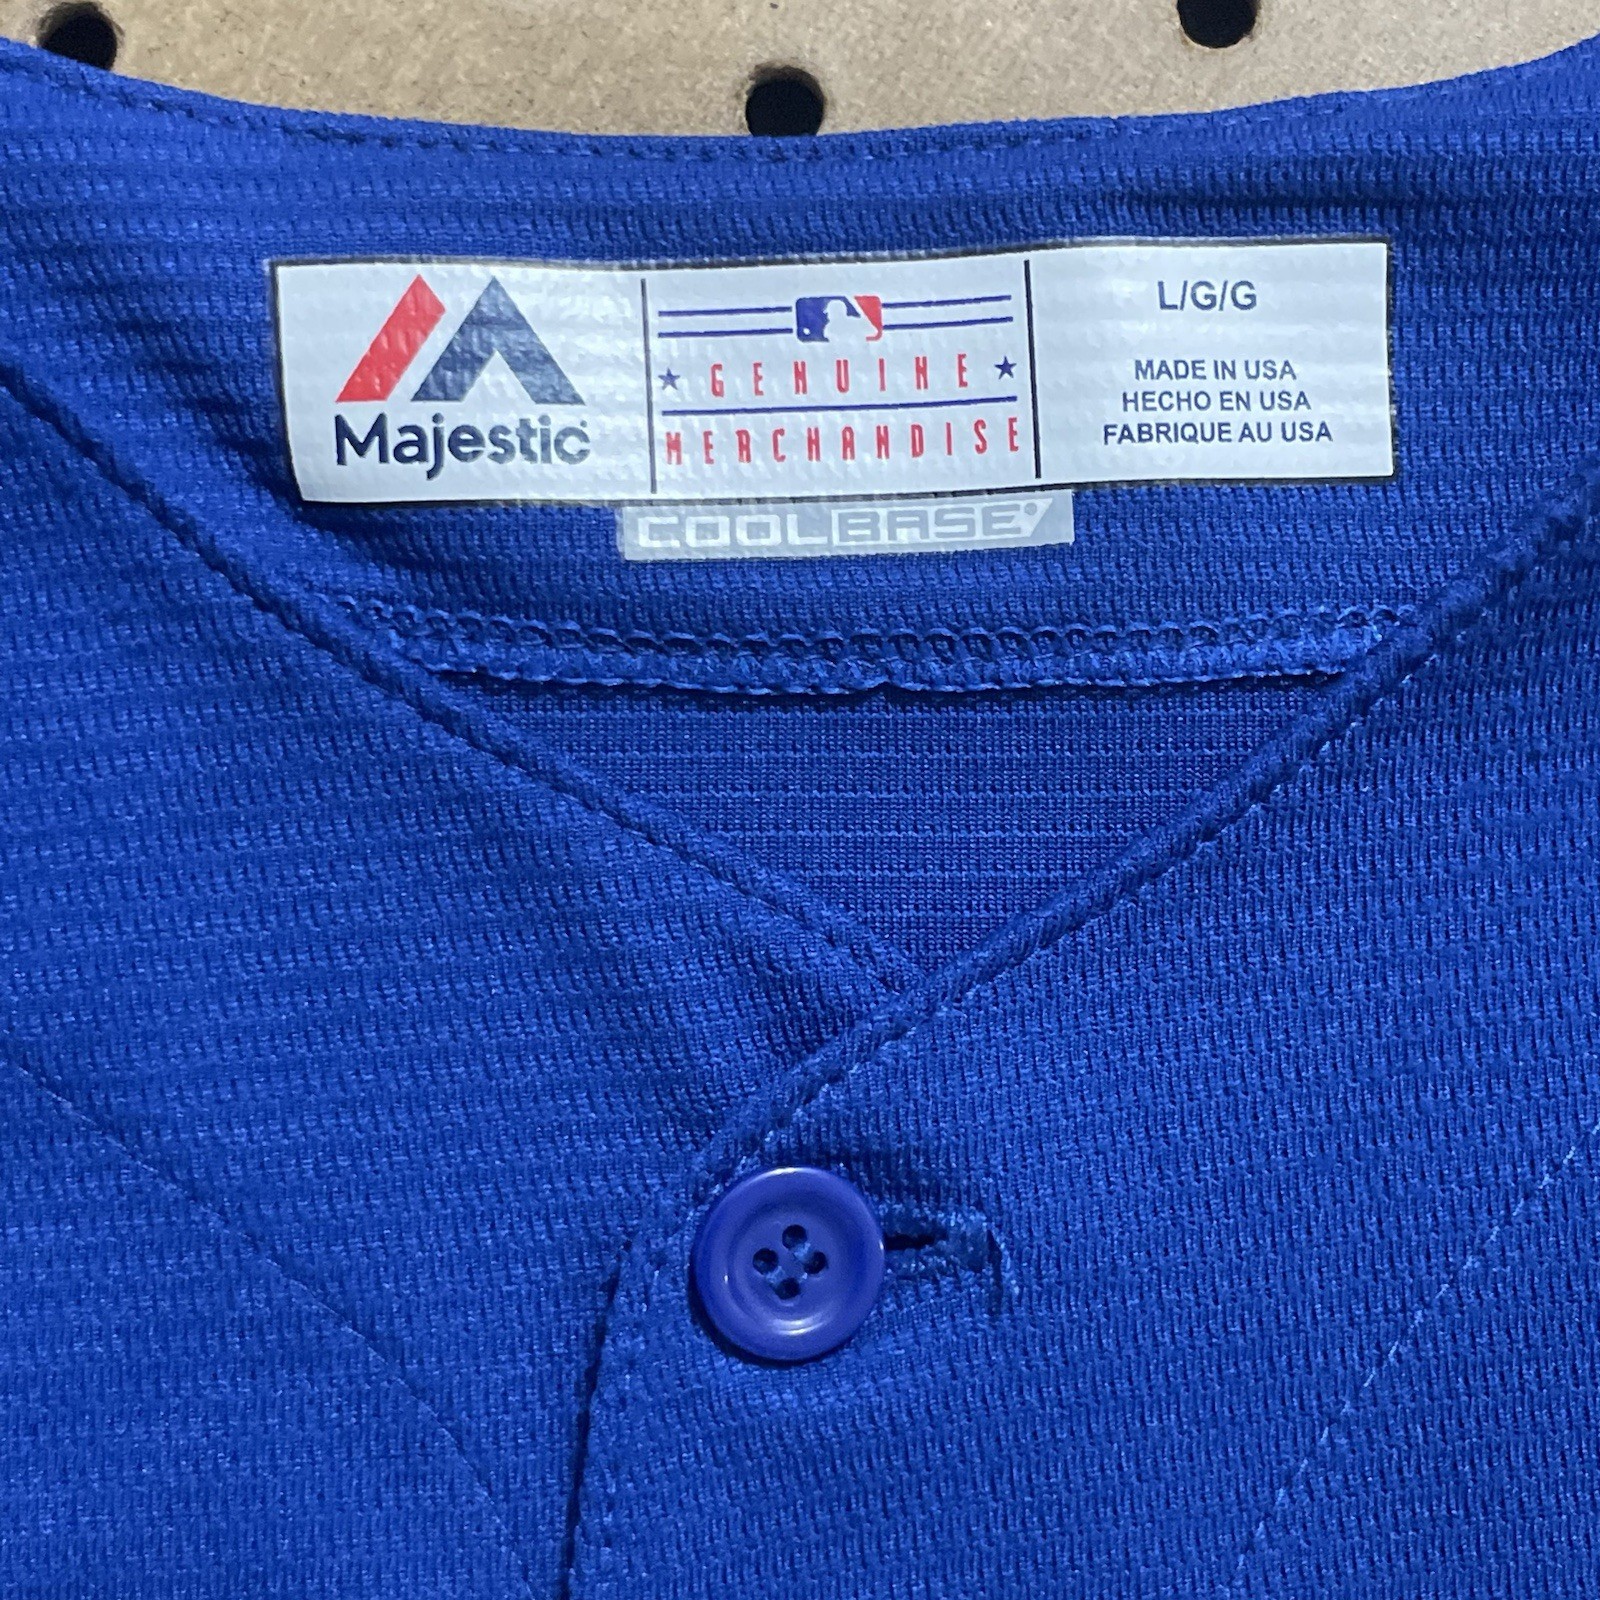 Majestic
GENUINE
MERCHANDISE
L/G/G
MADE IN USA
HECHO EN USA
FABRIQUE AU USA
COOLBASE